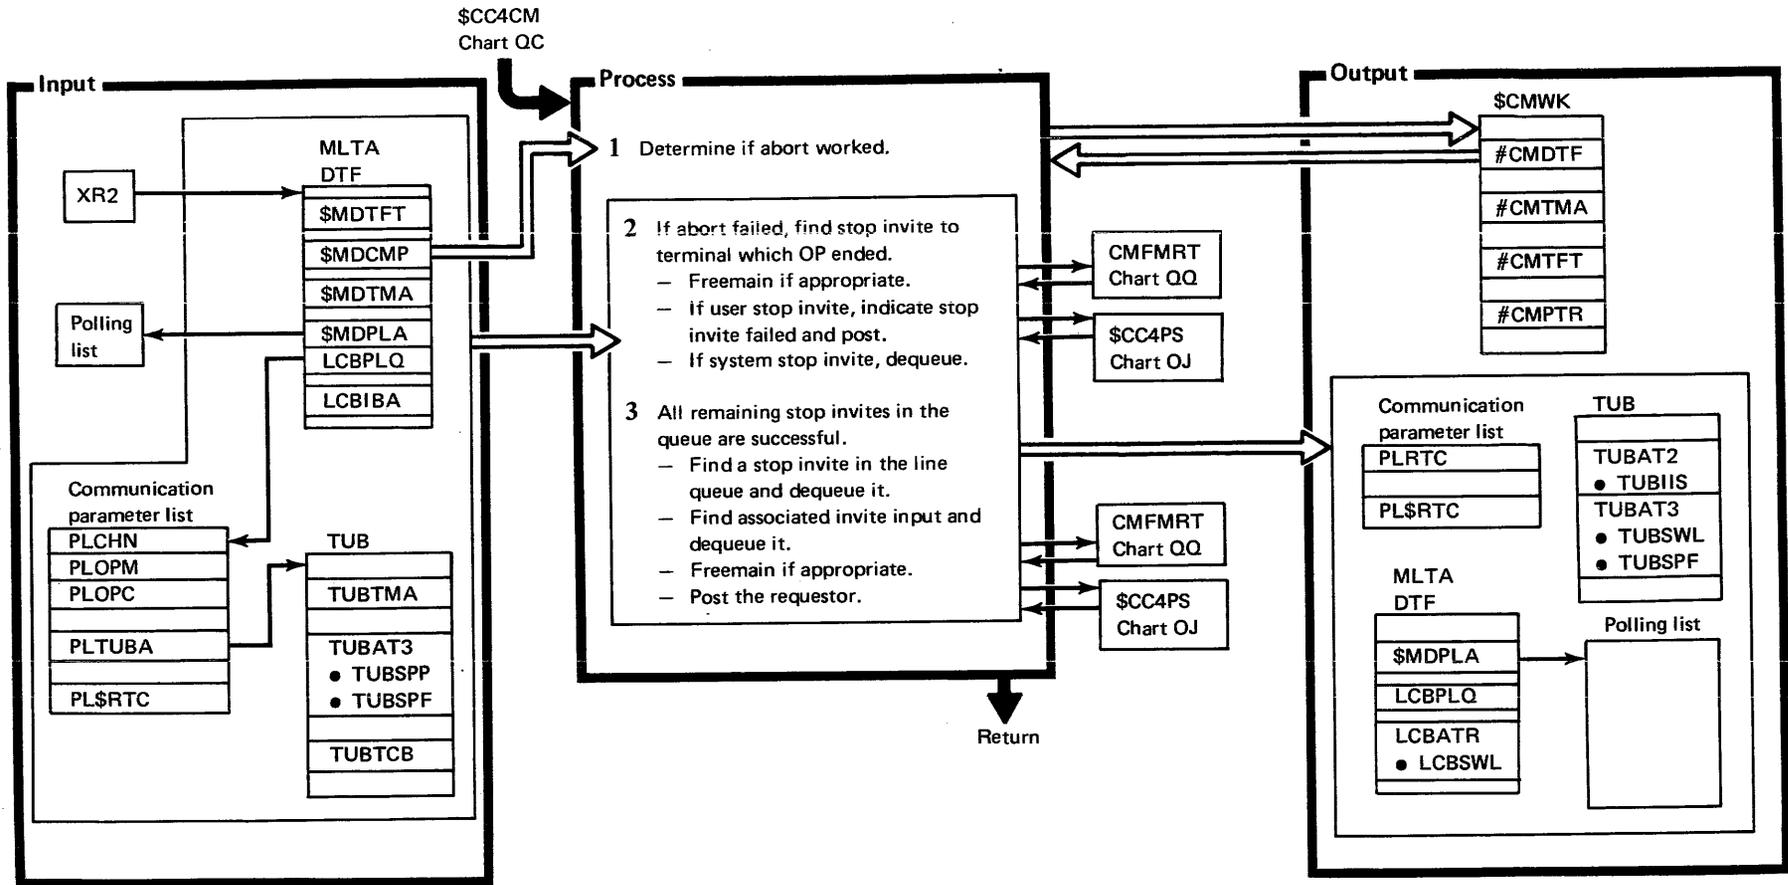 $CC4CM
Chart QC
Input
XR2
MLTA
DTF
$MDTFT
$MDCMP
$MDTMA
$MDPLA
LCBPLQ
LCBIBA
Polling
list
Communication
parameter list
PLCHN
PLOPM
PLOPC
PLTUBA
PL$RTC
TUB
TUBTMA
TUBAT3
● TUBSPP
● TUBSPF
TUBTCB
Process
1 Determine if abort worked.
2 If abort failed, find stop invite to
terminal which OP ended.
— Freemain if appropriate.
— If user stop invite, indicate stop
invite failed and post.
— If system stop invite, dequeue.
3 All remaining stop invites in the
queue are successful.
— Find a stop invite in the line
queue and dequeue it.
— Find associated invite input and
dequeue it.
— Freemain if appropriate.
— Post the requestor.
CMFMRT
Chart QQ
$CC4PS
Chart OJ
CMFMRT
Chart QQ
$CC4PS
Chart OJ
Return
Output
$CMWK
#CMDTF
#CMTMA
#CMTFT
#CMPTR
Communication
parameter list
PLRTC
PL$RTC
TUB
TUBAT2
● TUBIIS
TUBAT3
● TUBSWL
● TUBSPF
MLTA
DTF
$MDPLA
LCBPLQ
LCBATR
● LCBSWL
Polling list